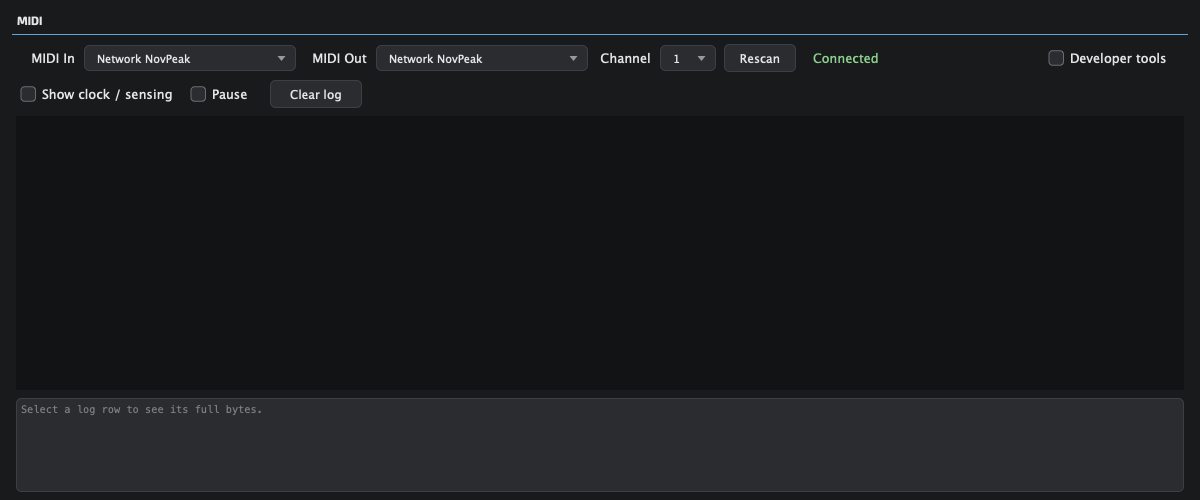 MIDI
MIDI In Network NovPeak MIDI Out Network NovPeak Channel 1 Rescan Connected Developer tools
Show clock / sensing Pause Clear log
Select a log row to see its full bytes.